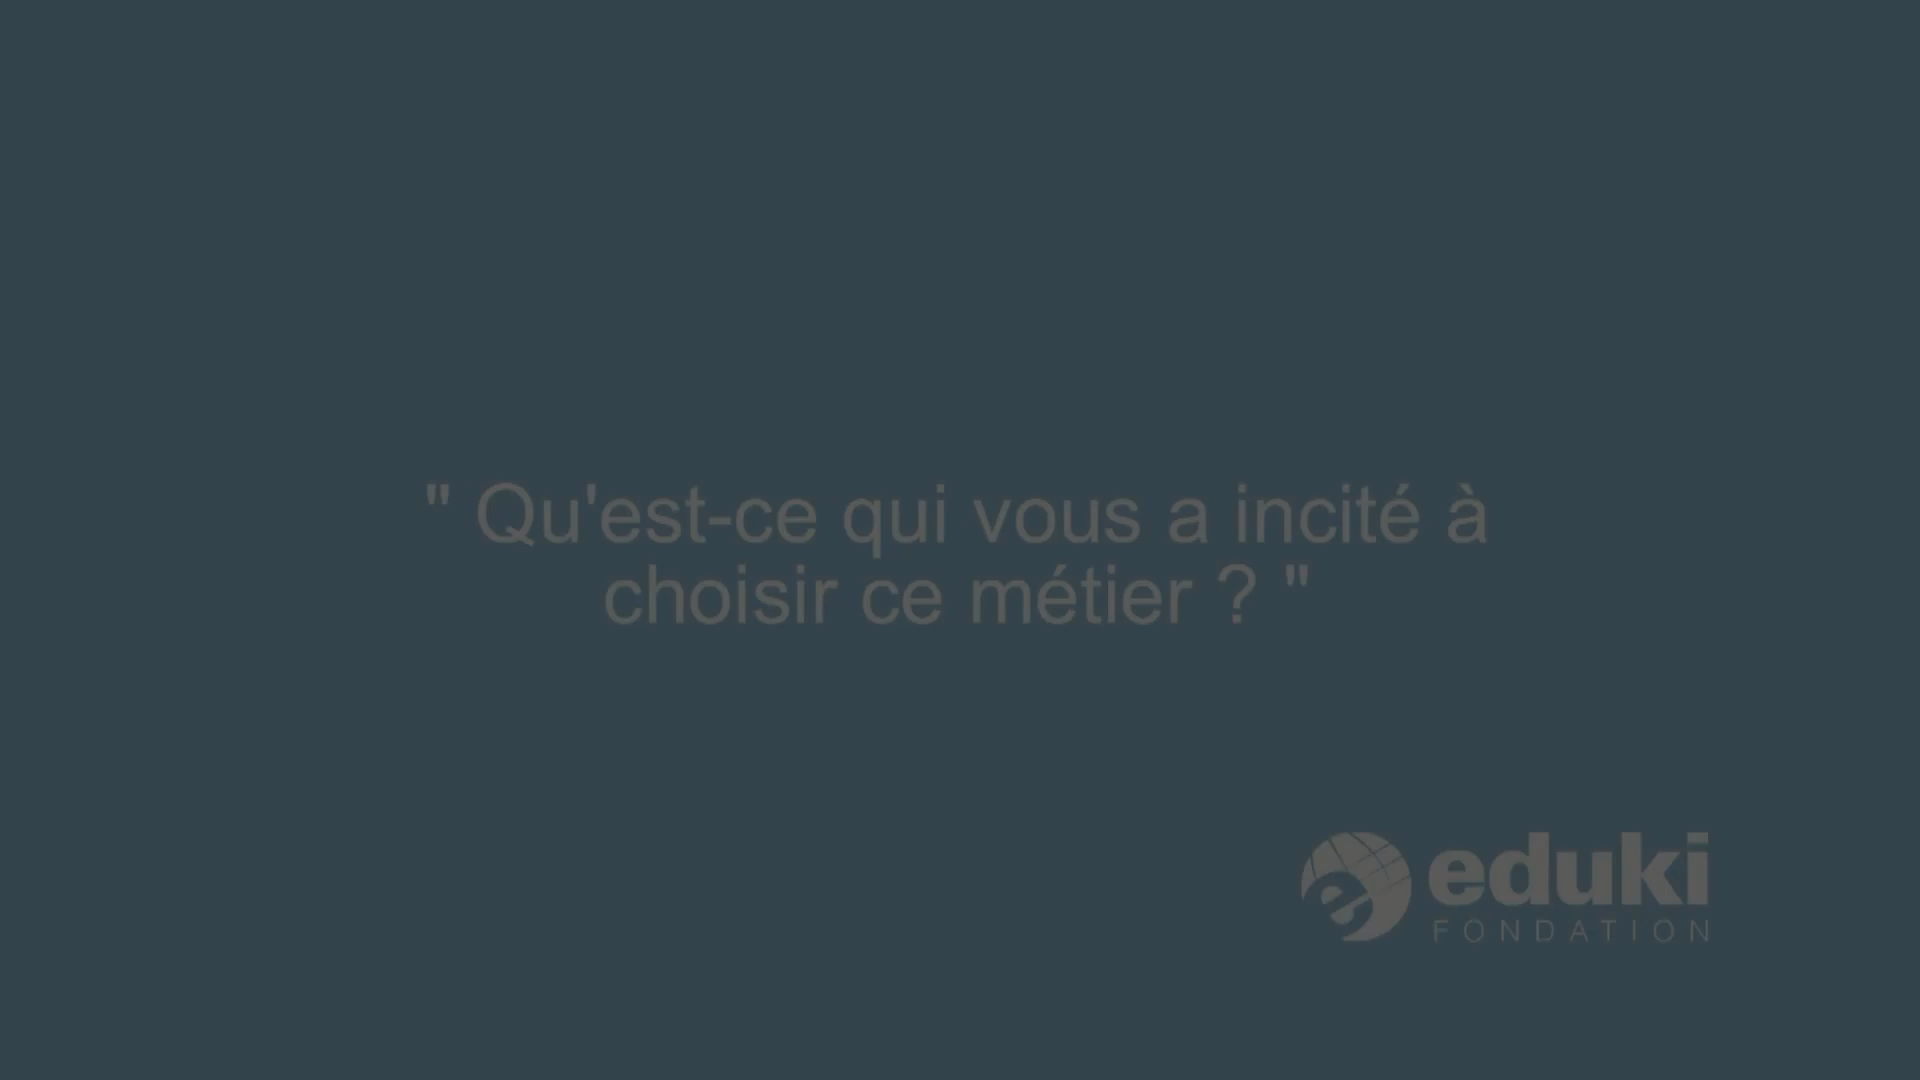 " Qu'est-ce qui vous a incité à
choisir ce métier ? "
eduki
FONDATION